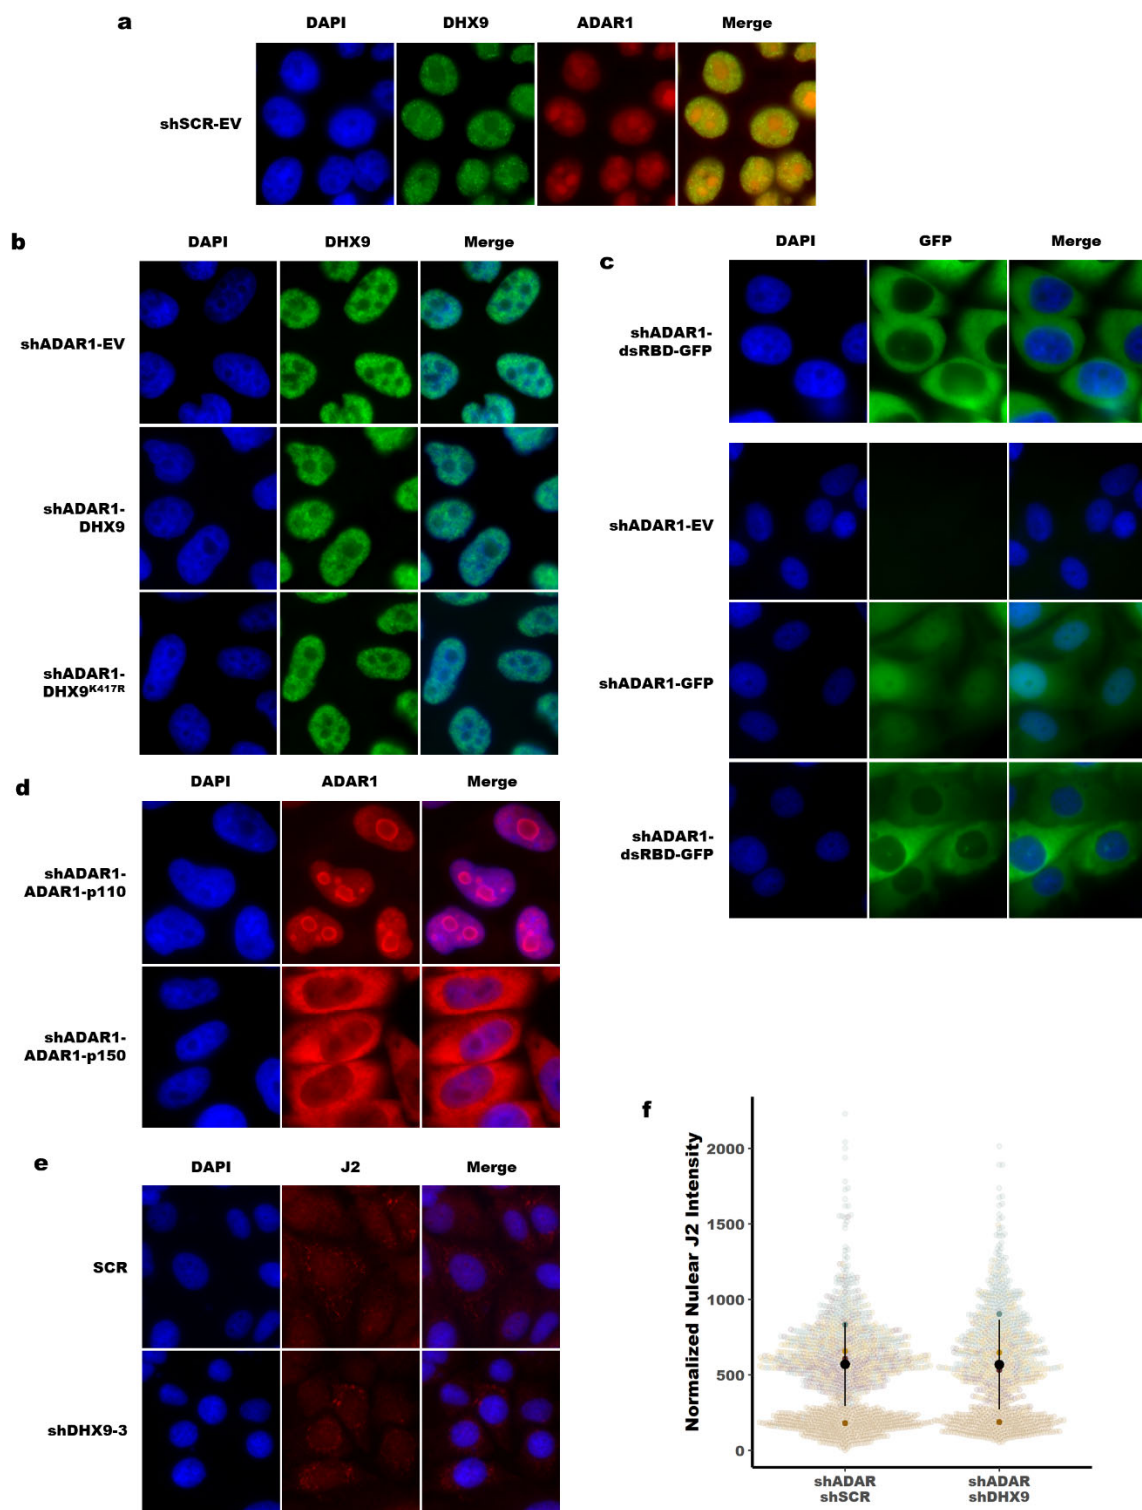 a
DAPI DHX9 ADAR1 Merge
shSCR-EV
b
DAPI DHX9 Merge
shADAR1-EV
shADAR1-
DHX9
shADAR1-
DHX9K417R
c
DAPI GFP Merge
shADAR1-
dsRBD-GFP
shADAR1-EV
shADAR1-GFP
shADAR1-
dsRBD-GFP
d
DAPI ADAR1 Merge
shADAR1-
ADAR1-p110
shADAR1-
ADAR1-p150
e
DAPI J2 Merge
SCR
shDHX9-3
f
Normalized Nulear J2 Intensity
2000
1500
1000
500
0
shADAR
shSCR
shADAR
shDHX9